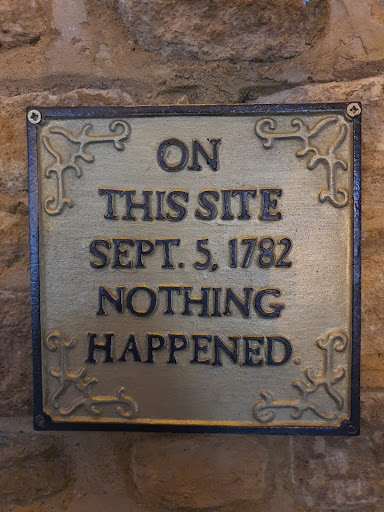 ON
THIS SITE
SEPT. 5, 1782
NOTHING
HAPPENED.